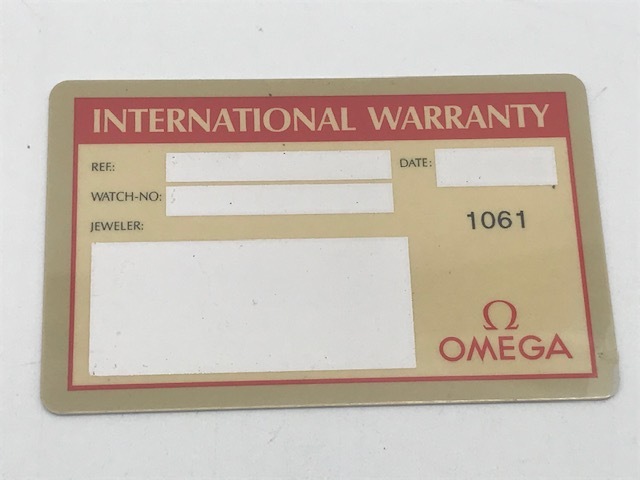 INTERNATIONAL WARRANTY
REF.:
DATE:
WATCH-NO:
JEWELER:
1061
Ω
OMEGA